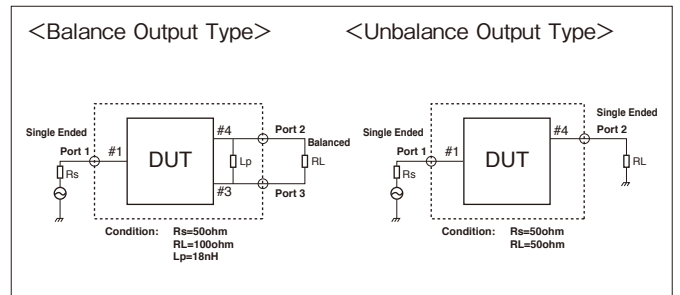 <Balance Output Type>
<Unbalance Output Type>
Single Ended
Port 1
#1
Rs
DUT
#4
#3
Lp
Port 2
Balanced
RL
Port 3
Condition: Rs=50ohm
RL=100ohm
Lp=18nH
Single Ended
Port 1
#1
Rs
DUT
#4
Single Ended
Port 2
RL
Condition: Rs=50ohm
RL=50ohm